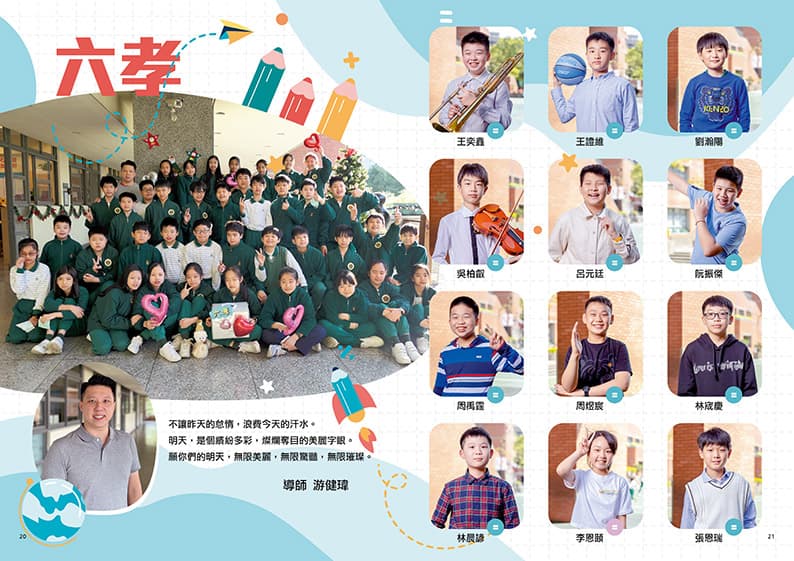 六孝
不讓昨天的怠惰，浪費今天的汗水。
明天，是個繽紛多彩，燦爛奪目的美麗字眼。
願你們的明天，無限美麗，無限驚豔，無限璀璨。
導師 游健瑋
20
王奕鑫
王證維
劉瀚陽
KENZO
吳柏叡
呂元廷
阮振傑
周禹霆
周煜宸
林宬慶
林晨諺
李恩頤
張恩瑞
21